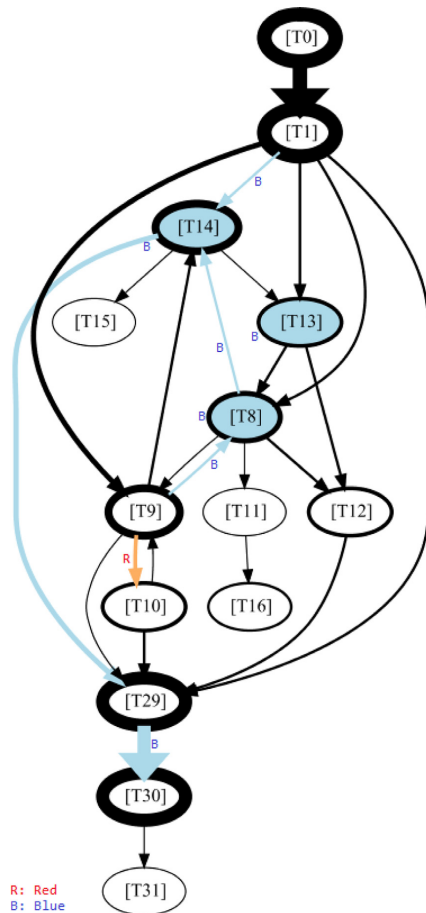 [T0]
[T1]
B
[T14]
B
[T15]
[T13]
B
B
[T8]
B
B
[T9]
[T11]
[T12]
R
[T10]
[T16]
[T29]
B
[T30]
[T31]
R: Red
B: Blue